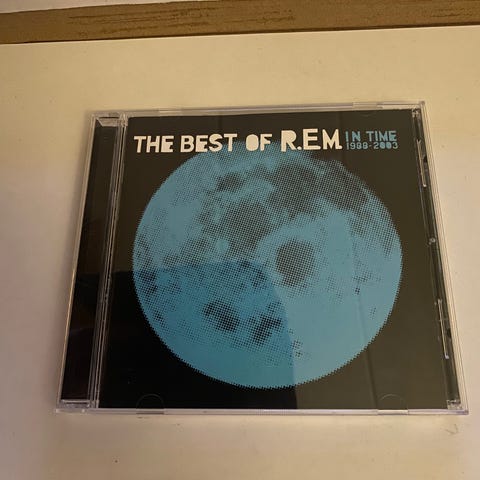 THE BEST OF R.E.M. IN TIME
1988-2003